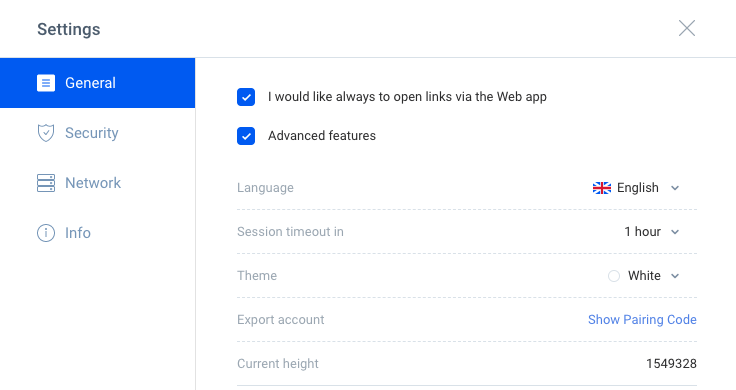 Settings
General
Security
Network
Info
I would like always to open links via the Web app
Advanced features
Language English
Session timeout in 1 hour
Theme White
Export account Show Pairing Code
Current height 1549328